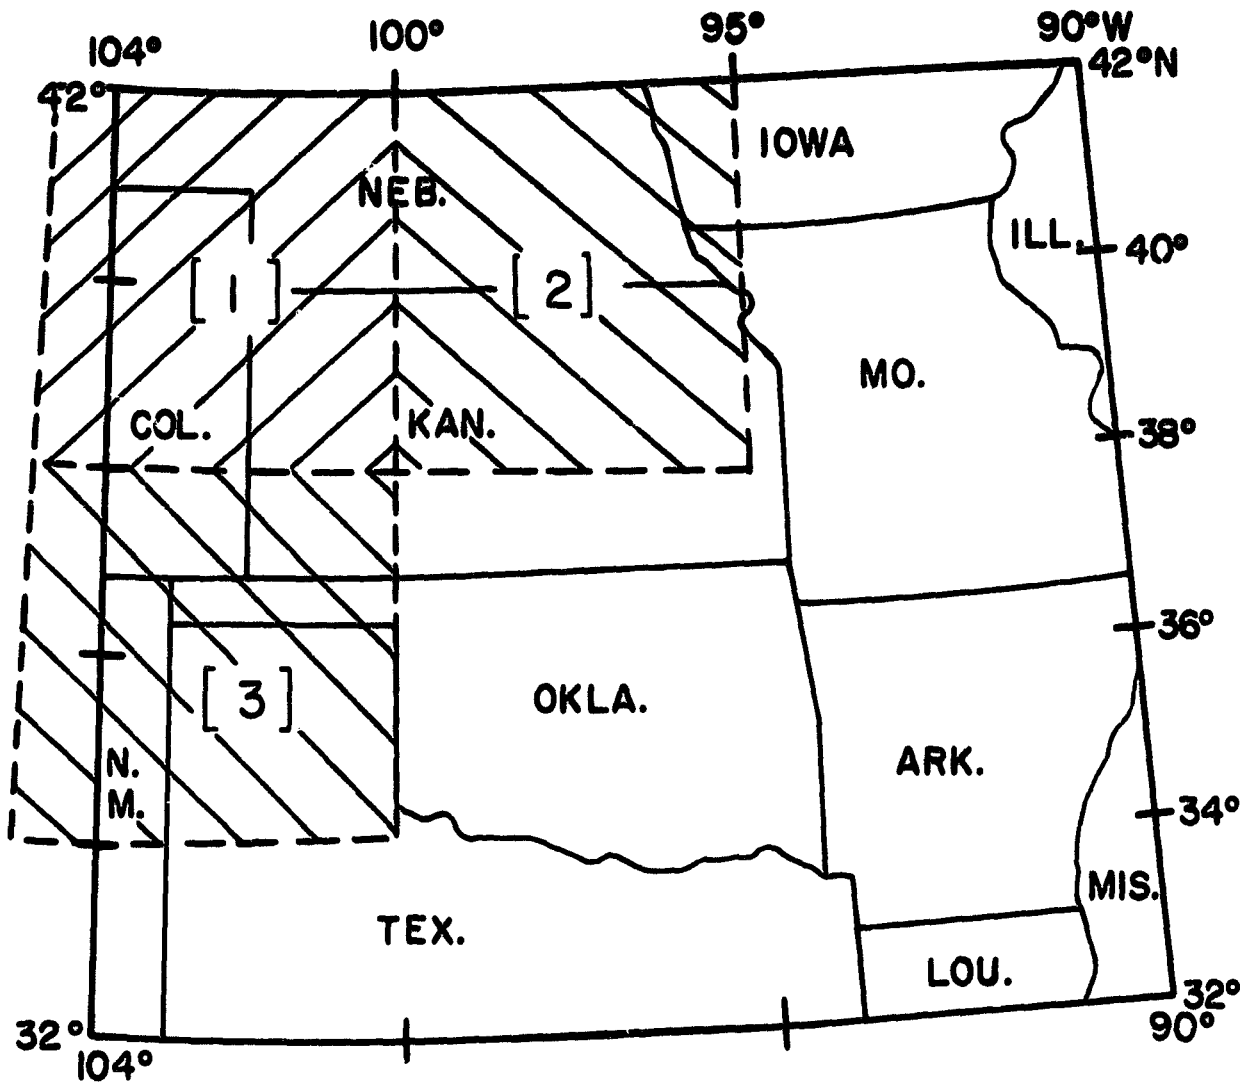 104° 100° 95° 90°W
42° 42°N
IOWA
NEB.
ILL. 40°
[1] [2]
MO.
COL. KAN. 38°
36°
[3] OKLA.
N. ARK.
M. 34°
MIS.
TEX.
LOU. 32°
32° 90°
104°